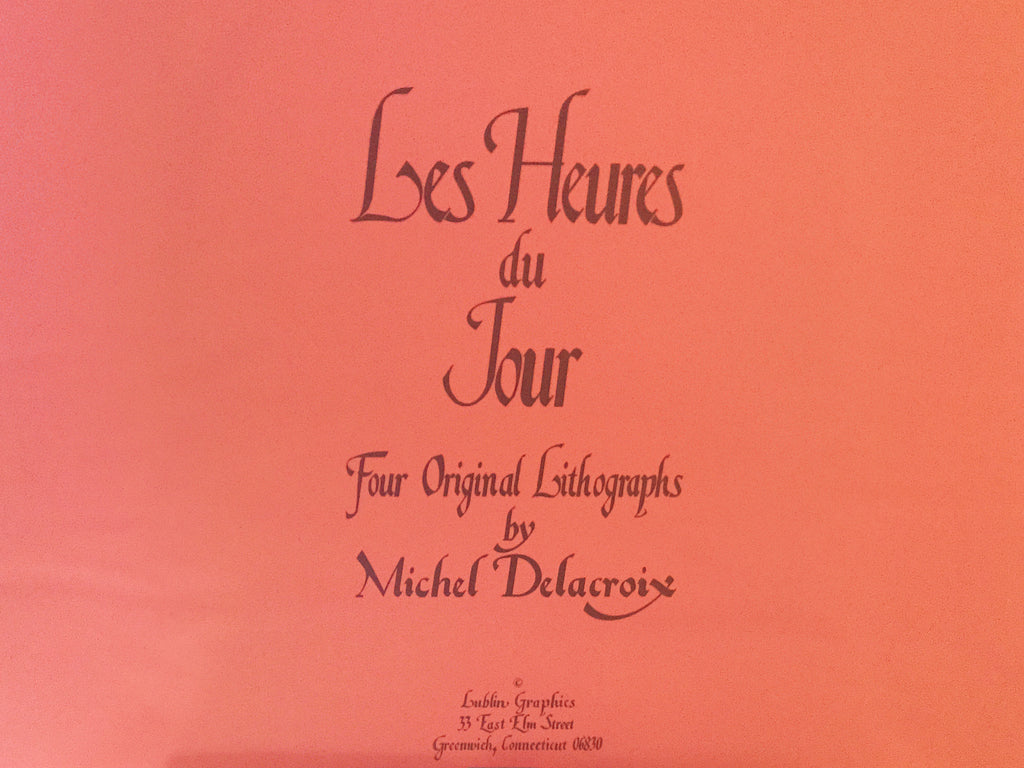 Les Heures
du
Jour
Four Original Lithographs
by
Michel Delacroix
©
Lublin Graphics
33 East Elm Street
Greenwich, Connecticut 06830